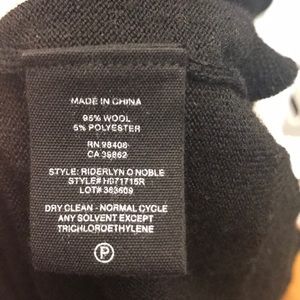 MADE IN CHINA
95% WOOL
5% POLYESTER
RN 98408
CA 35862
STYLE: RIDERLYN O NOBLE
STYLE# H071715R
LOT# 383609
DRY CLEAN - NORMAL CYCLE
ANY SOLVENT EXCEPT
TRICHLOROETHYLENE
P